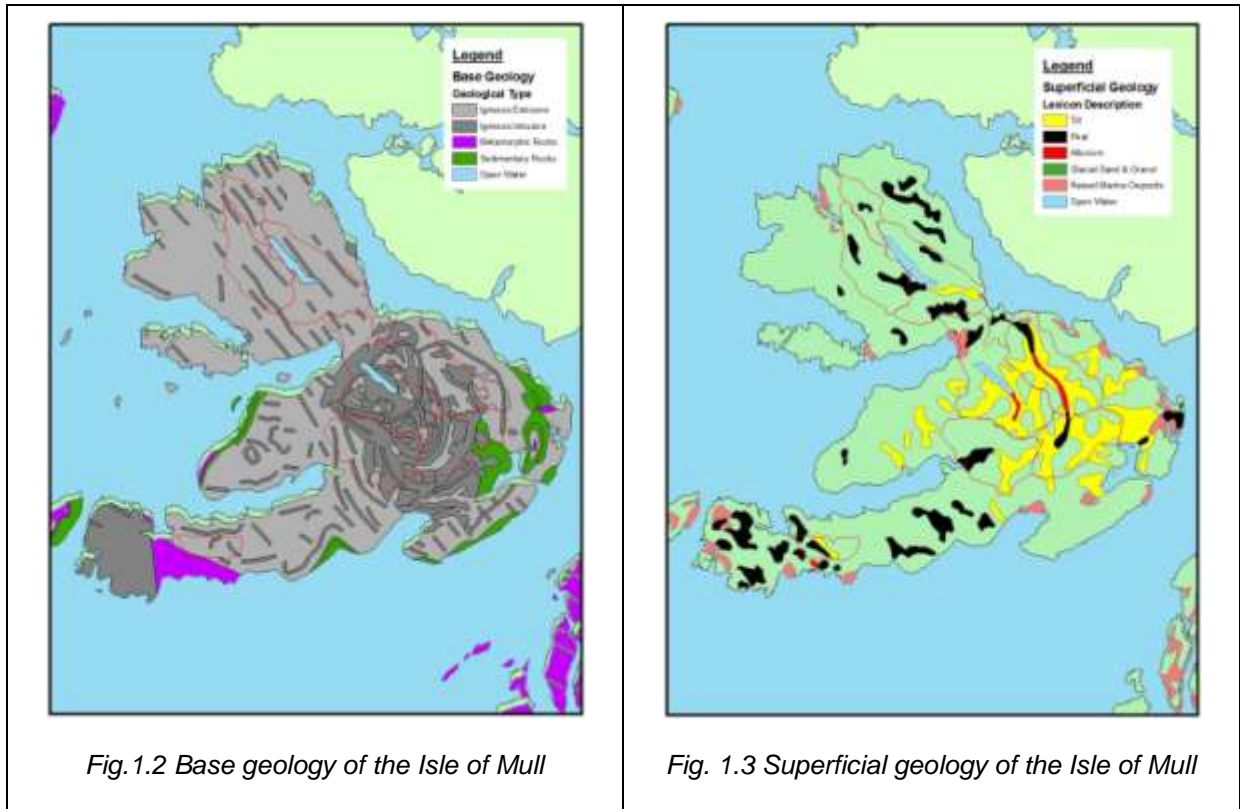 Legend
Base Geology
Geological Type
Igneous Extrusive
Igneous Intrusive
Metamorphic Rocks
Sedimentary Rocks
Open Water
Fig.1.2 Base geology of the Isle of Mull
Legend
Superficial Geology
Lexicon Description
Till
Peat
Alluvium
Glacial Sand & Gravel
Raised Marine Deposits
Open Water
Fig. 1.3 Superficial geology of the Isle of Mull